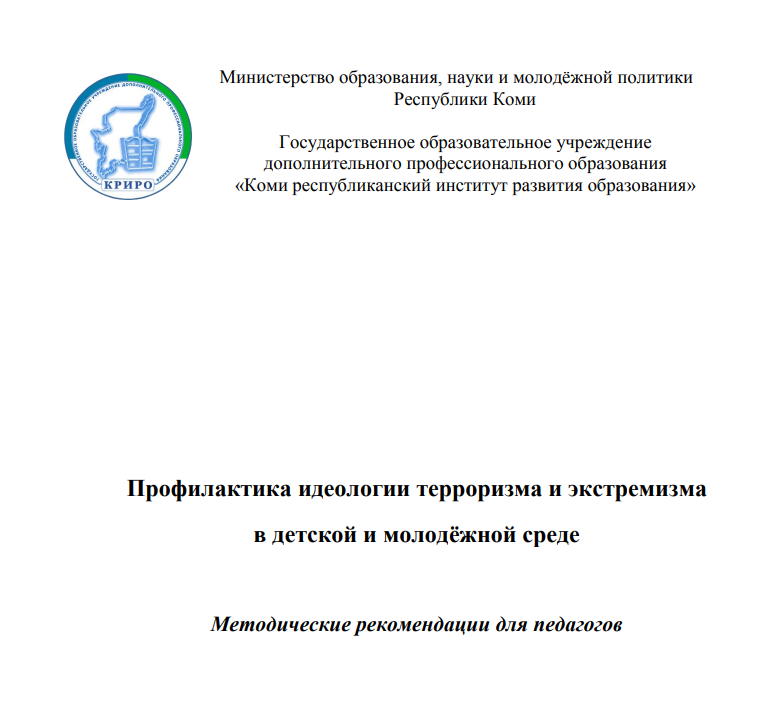 Министерство образования, науки и молодёжной политики
Республики Коми
Государственное образовательное учреждение
дополнительного профессионального образования
«Коми республиканский институт развития образования»
КРИРО
Профилактика идеологии терроризма и экстремизма
в детской и молодёжной среде
Методические рекомендации для педагогов